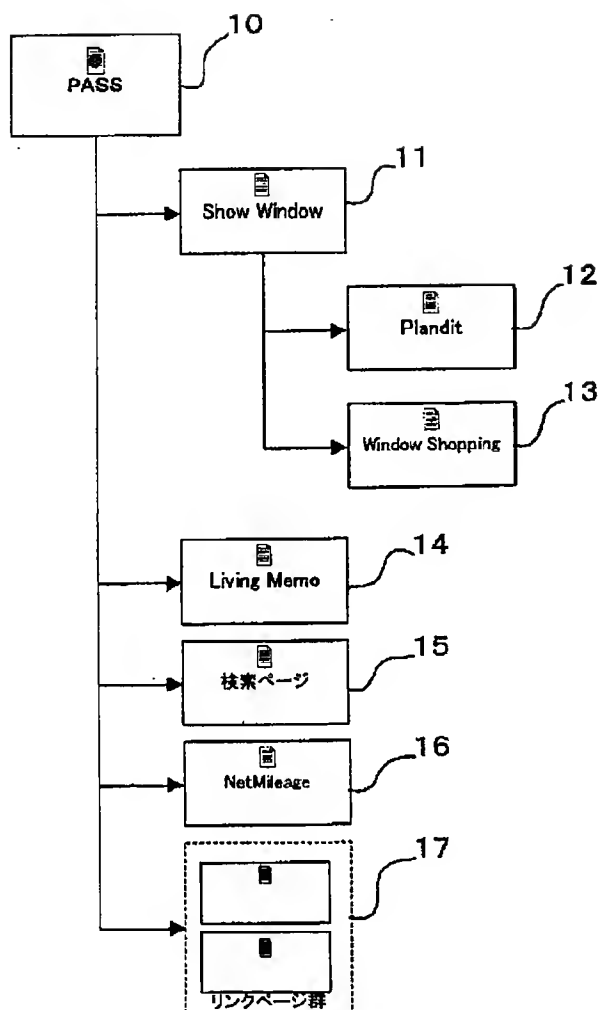 10
PASS
11
Show Window
12
Plandit
13
Window Shopping
14
Living Memo
15
検索ページ
16
NetMileage
17
リンクページ群